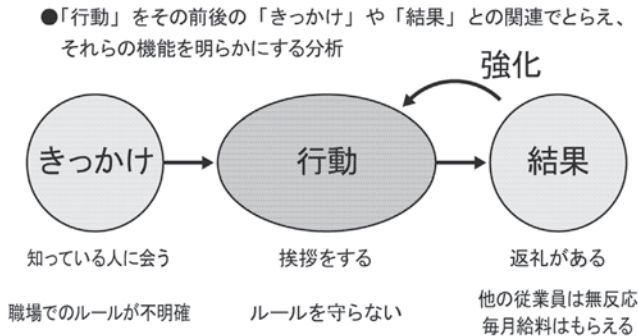 ●「行動」をその前後の「きっかけ」や「結果」との関連でとらえ、
それらの機能を明らかにする分析
強化
きっかけ
行動
結果
知っている人に会う
挨拶をする
返礼がある
職場でのルールが不明確
ルールを守らない
他の従業員は無反応
毎月給料はもらえる